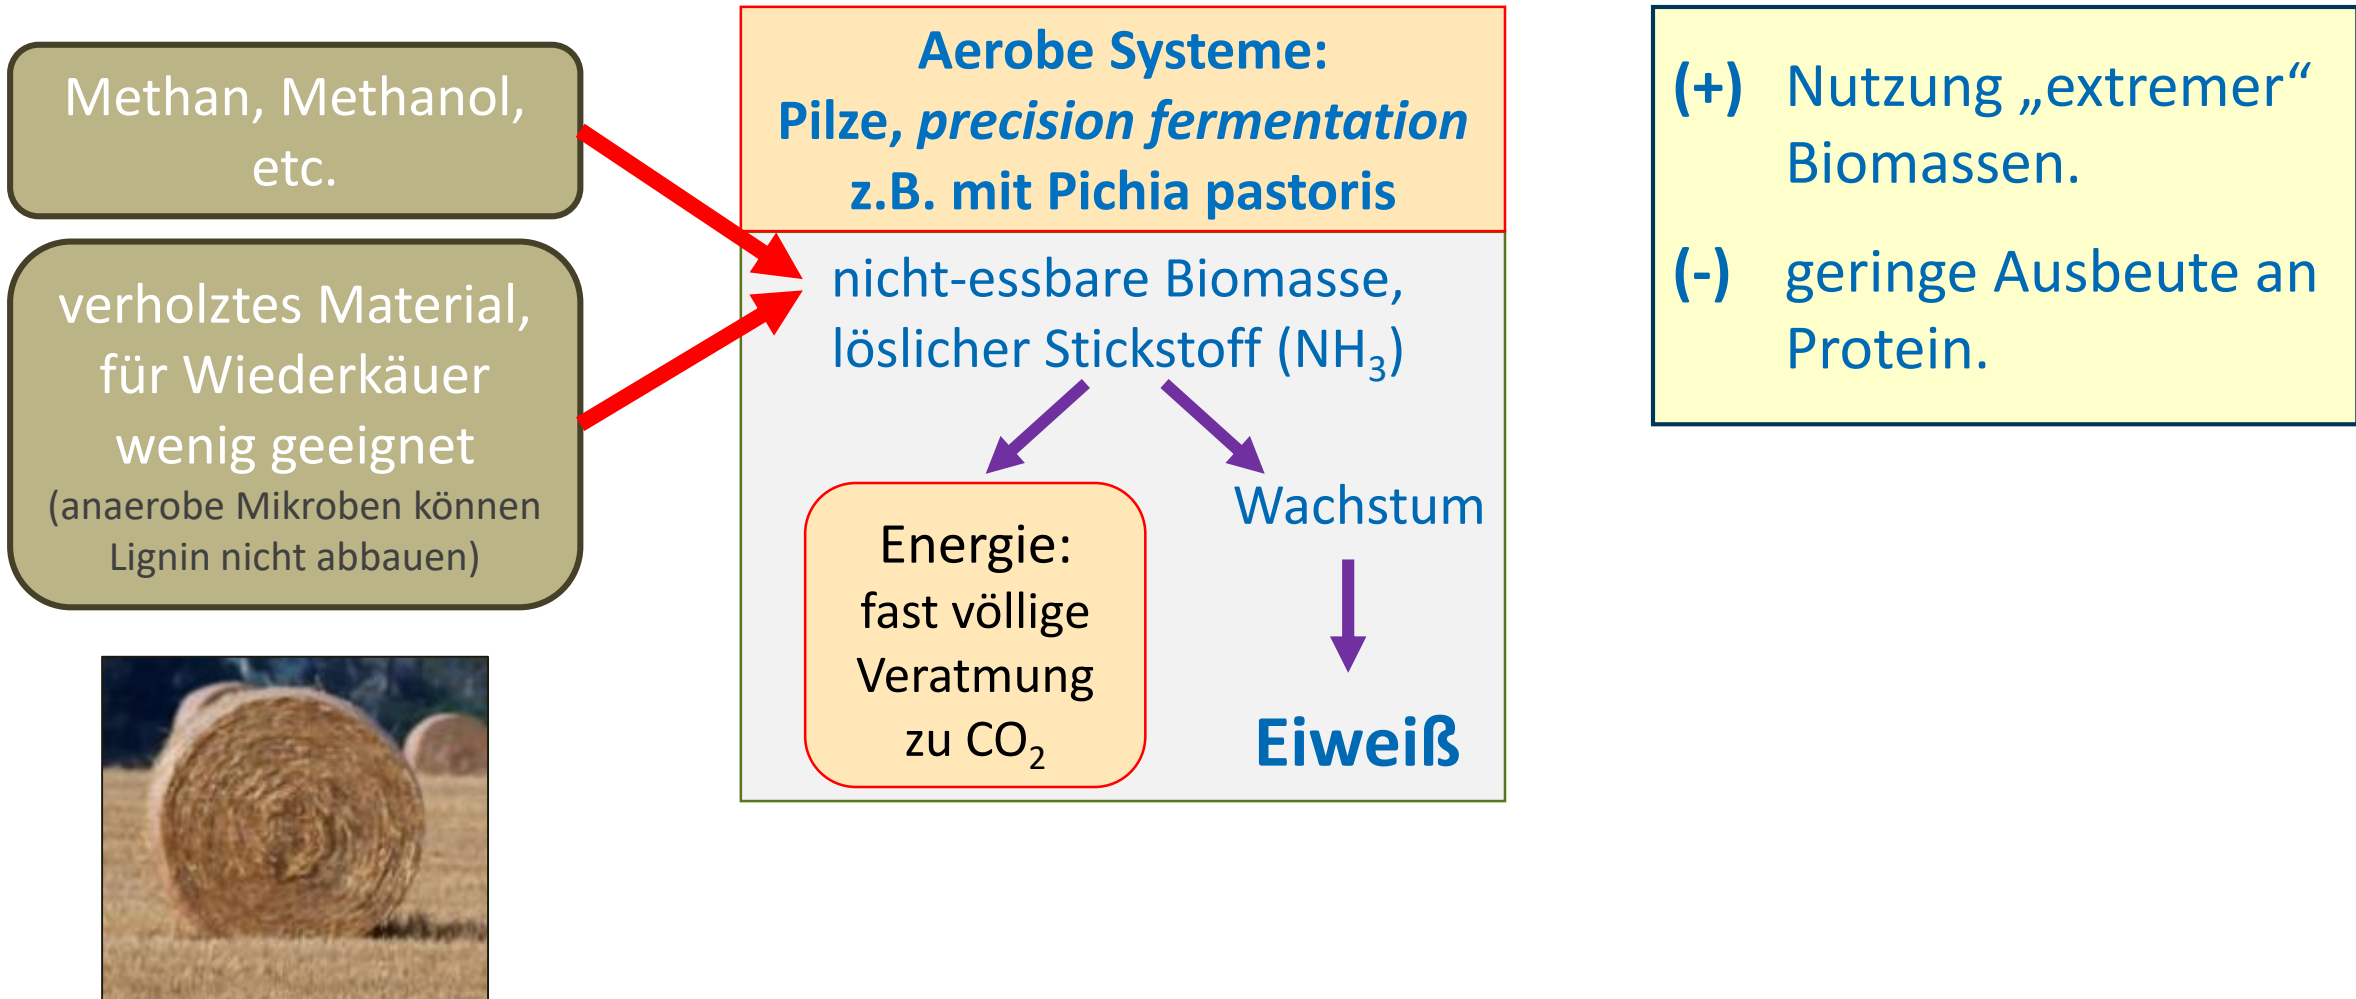 Methan, Methanol,
etc.
verholztes Material,
für Wiederkäuer
wenig geeignet
(anaerobe Mikroben können
Lignin nicht abbauen)
Aerobe Systeme:
Pilze, precision fermentation
z.B. mit Pichia pastoris
nicht-essbare Biomasse,
löslicher Stickstoff (NH₃)
Energie:
fast völlige
Veratmung
zu CO₂
Wachstum
Eiweiß
(+) Nutzung „extremer“
Biomassen.
(-) geringe Ausbeute an
Protein.